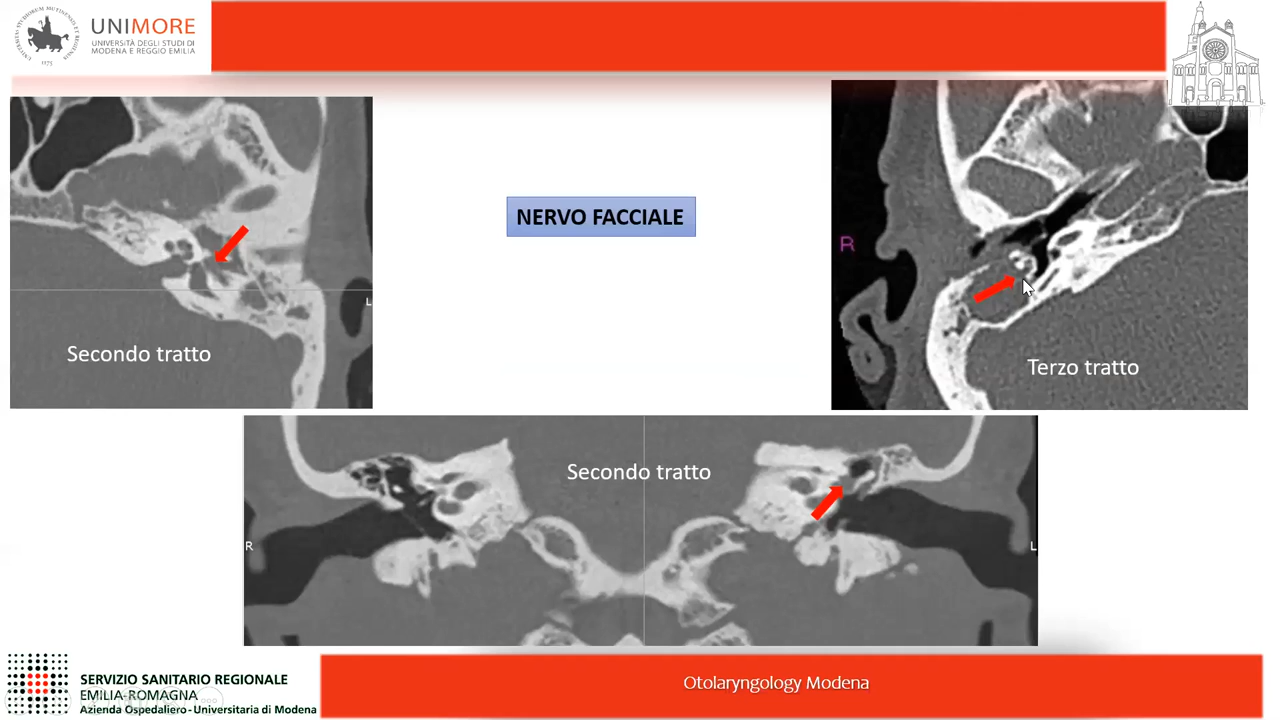 UNIMORE
UNIVERSITÀ DEGLI STUDI DI
MODENA E REGGIO EMILIA
1175
NERVO FACCIALE
R
L
Secondo tratto
Terzo tratto
Secondo tratto
R
L
SERVIZIO SANITARIO REGIONALE
EMILIA-ROMAGNA
Azienda Ospedaliero - Universitaria di Modena
Otolaryngology Modena